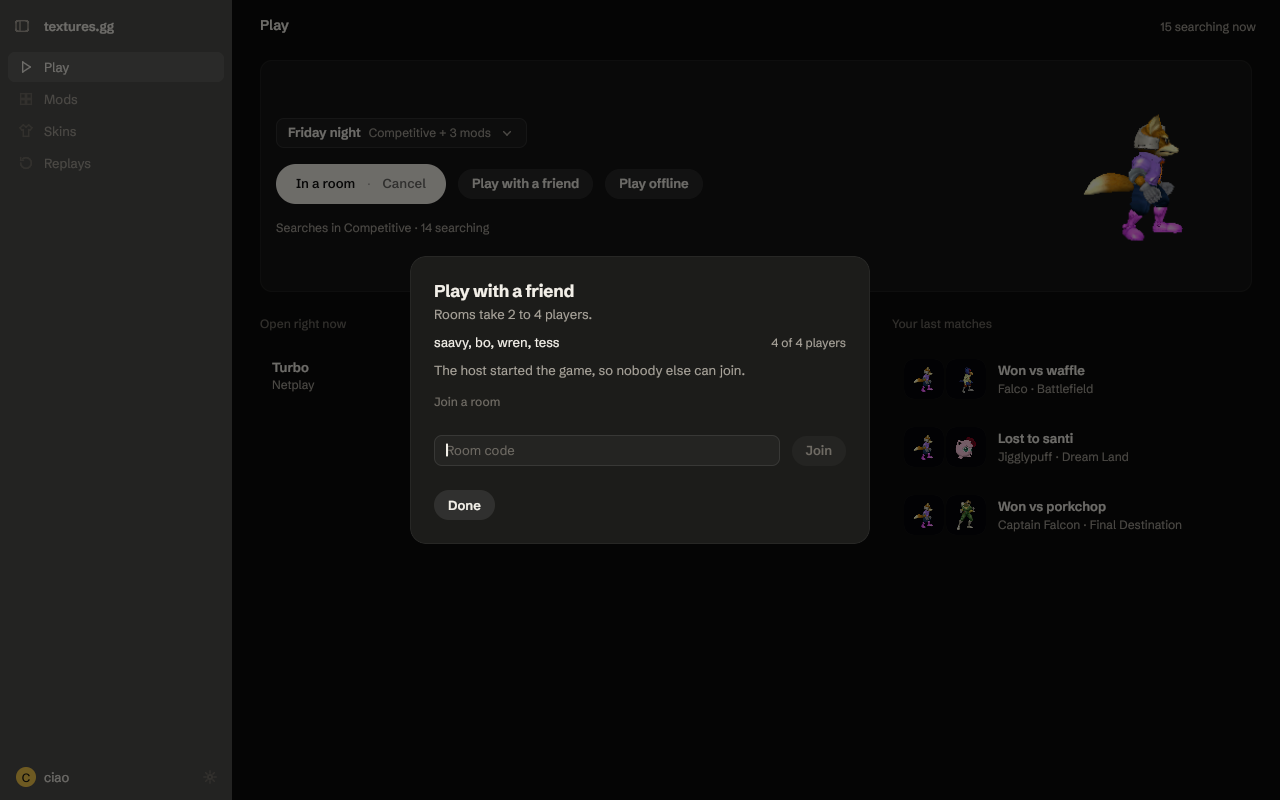 textures.gg
Play
Mods
Skins
Replays
C ciao
Play
15 searching now
Friday night Competitive + 3 mods
In a room · Cancel
Play with a friend
Play offline
Searches in Competitive · 14 searching
Open right now
Turbo
Netplay
Play with a friend
Rooms take 2 to 4 players.
saavy, bo, wren, tess
4 of 4 players
The host started the game, so nobody else can join.
Join a room
Room code
Join
Done
Your last matches
Won vs waffle
Falco · Battlefield
Lost to santi
Jigglypuff · Dream Land
Won vs porkchop
Captain Falcon · Final Destination